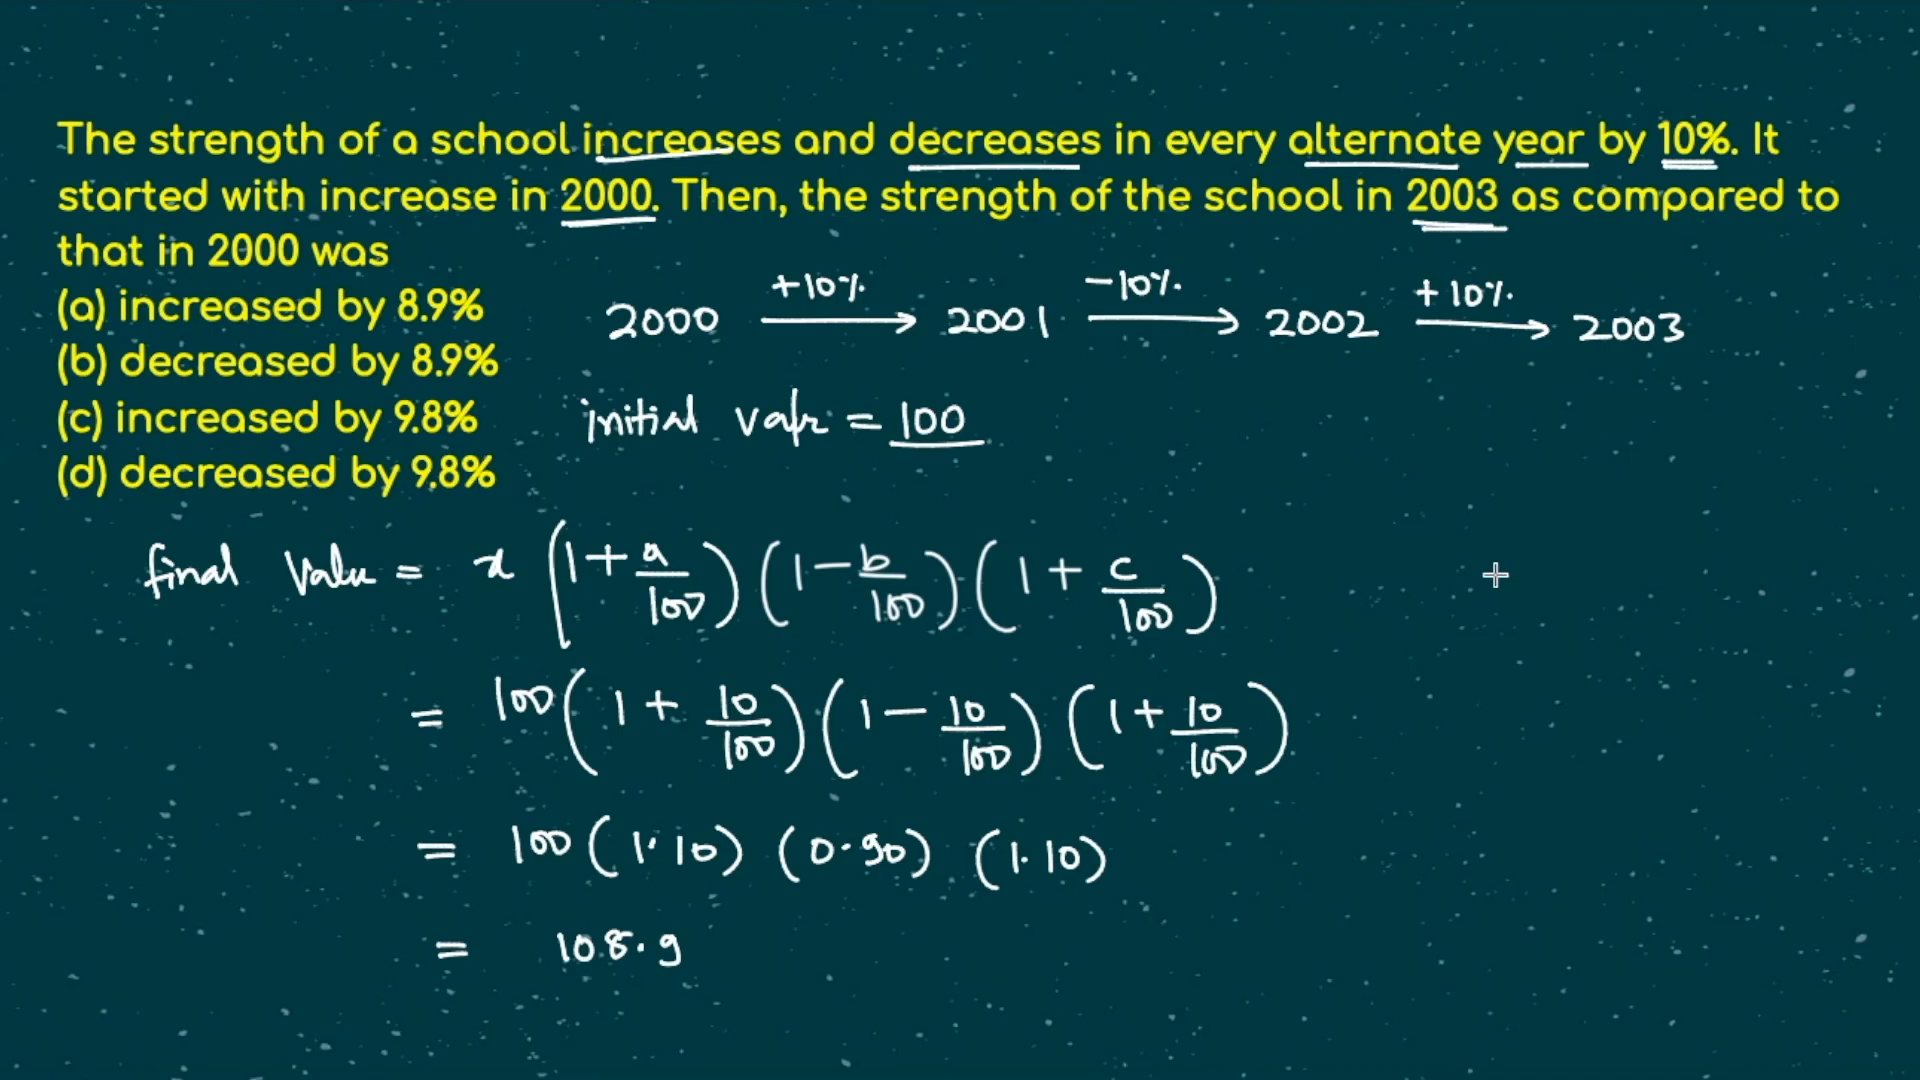 The strength of a school increases and decreases in every alternate year by 10%. It
started with increase in 2000. Then, the strength of the school in 2003 as compared to
that in 2000 was
(a) increased by 8.9%
(b) decreased by 8.9%
(c) increased by 9.8%
(d) decreased by 9.8%
2000 +10%→ 2001 -10%→ 2002 +10%→ 2003
initial = 100
final value = x (1 + a/100) (1 - b/100) (1 + c/100)
= 100 (1 + 10/100) (1 - 10/100) (1 + 10/100)
= 100 (1.10) (0.90) (1.10)
= 108.9